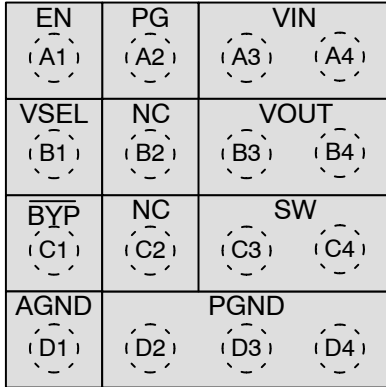 EN PG VIN
A1 A2 A3 A4
VSEL NC VOUT
B1 B2 B3 B4
BYP NC SW
C1 C2 C3 C4
AGND PGND
D1 D2 D3 D4